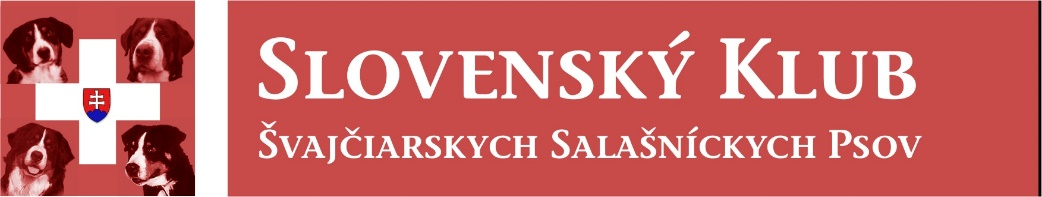 Slovenský Klub
Švajčiarskych Salašníckych Psov